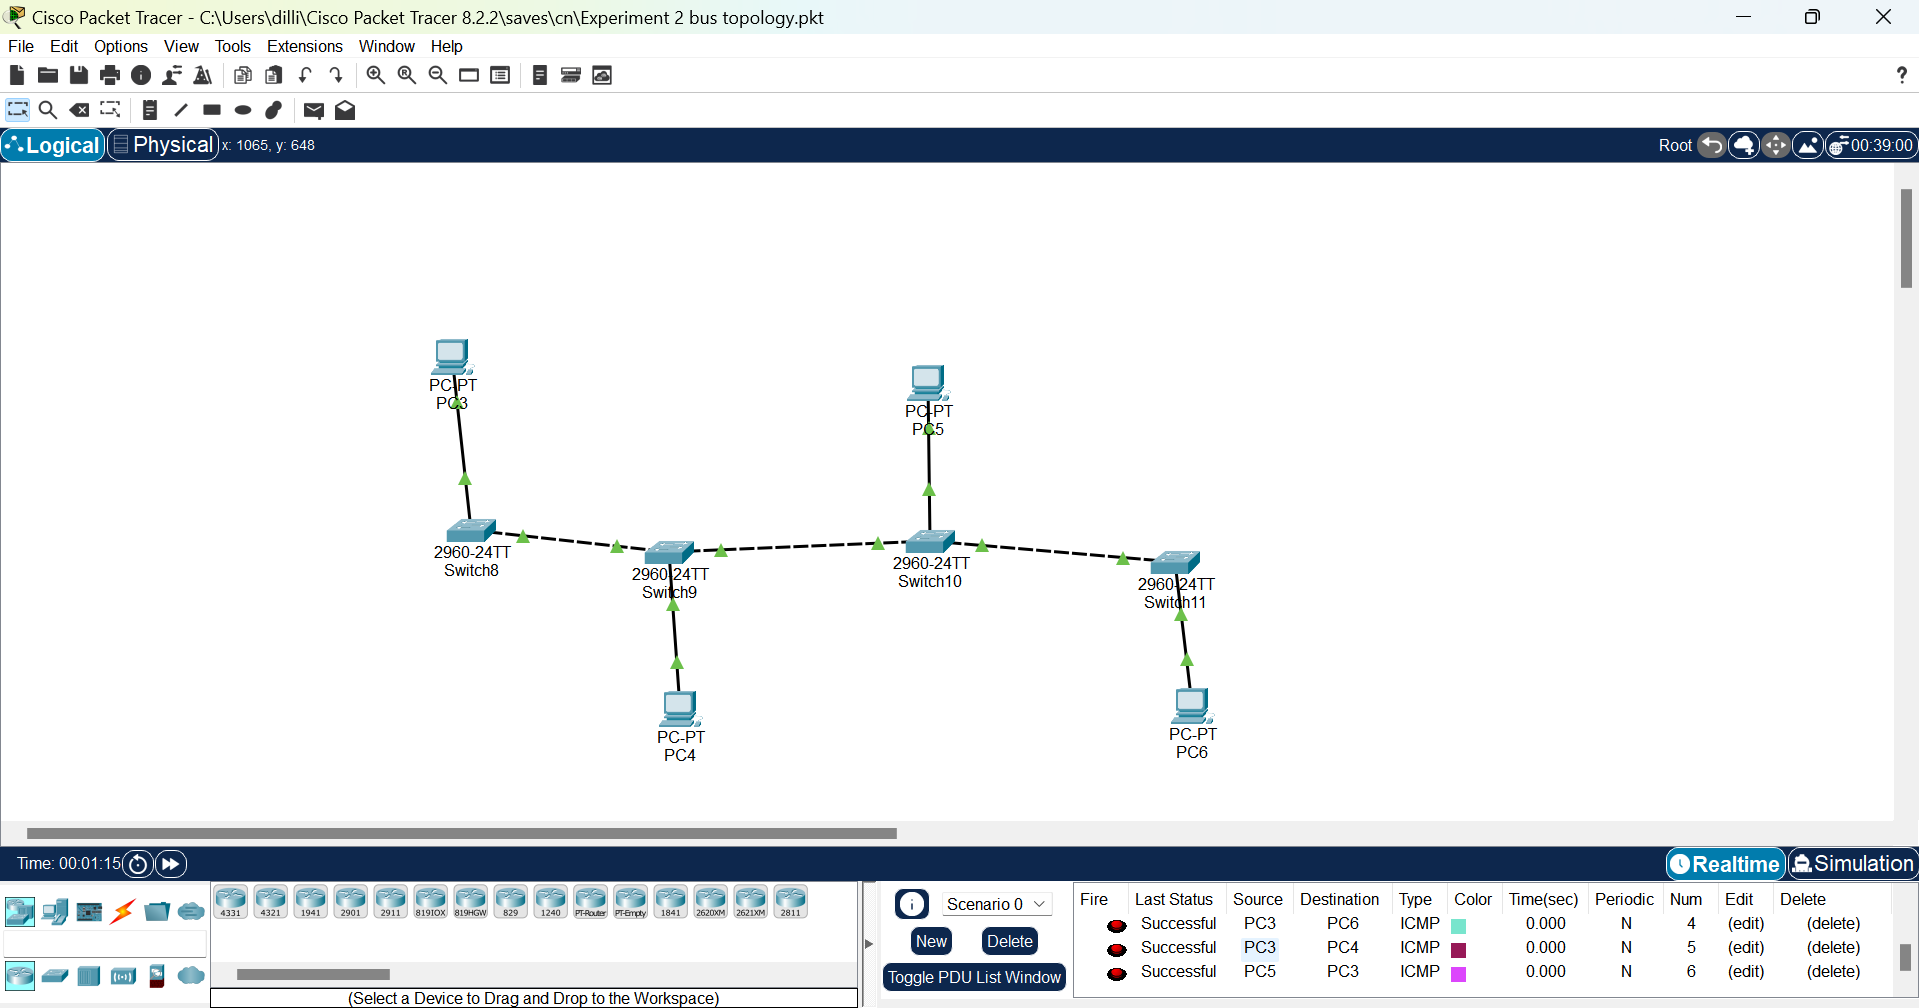 Cisco Packet Tracer - C:\Users\dilli\Cisco Packet Tracer 8.2.2\saves\cn\Experiment 2 bus topology.pkt
File Edit Options View Tools Extensions Window Help
?
Logical Physical x: 1065, y: 648 Root 00:39:00
PC-PT
PC3
PC-PT
PC5
2960-24TT
Switch8
2960-24TT
Switch9
2960-24TT
Switch10
2960-24TT
Switch11
PC-PT
PC4
PC-PT
PC6
Time: 00:01:15 Realtime Simulation
4331 4321 1941 2901 2911 819IOX 819HGW 829 1240 PT-Router PT-Empty 1841 2620XM 2621XM 2811
(Select a Device to Drag and Drop to the Workspace)
Scenario 0
New Delete
Toggle PDU List Window
Fire Last Status Source Destination Type Color Time(sec) Periodic Num Edit Delete
Successful PC3 PC6 ICMP 0.000 N 4 (edit) (delete)
Successful PC3 PC4 ICMP 0.000 N 5 (edit) (delete)
Successful PC5 PC3 ICMP 0.000 N 6 (edit) (delete)